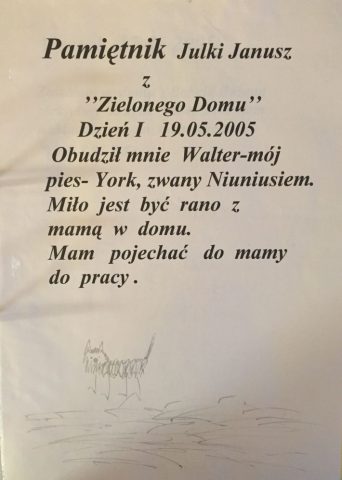 Pamiętnik Julki Janusz
z
’’Zielonego Domu’’
Dzień I 19.05.2005
Obudził mnie Walter-mój
pies- York, zwany Niuniusiem.
Miło jest być rano z
mamą w domu.
Mam pojechać do mamy
do pracy .